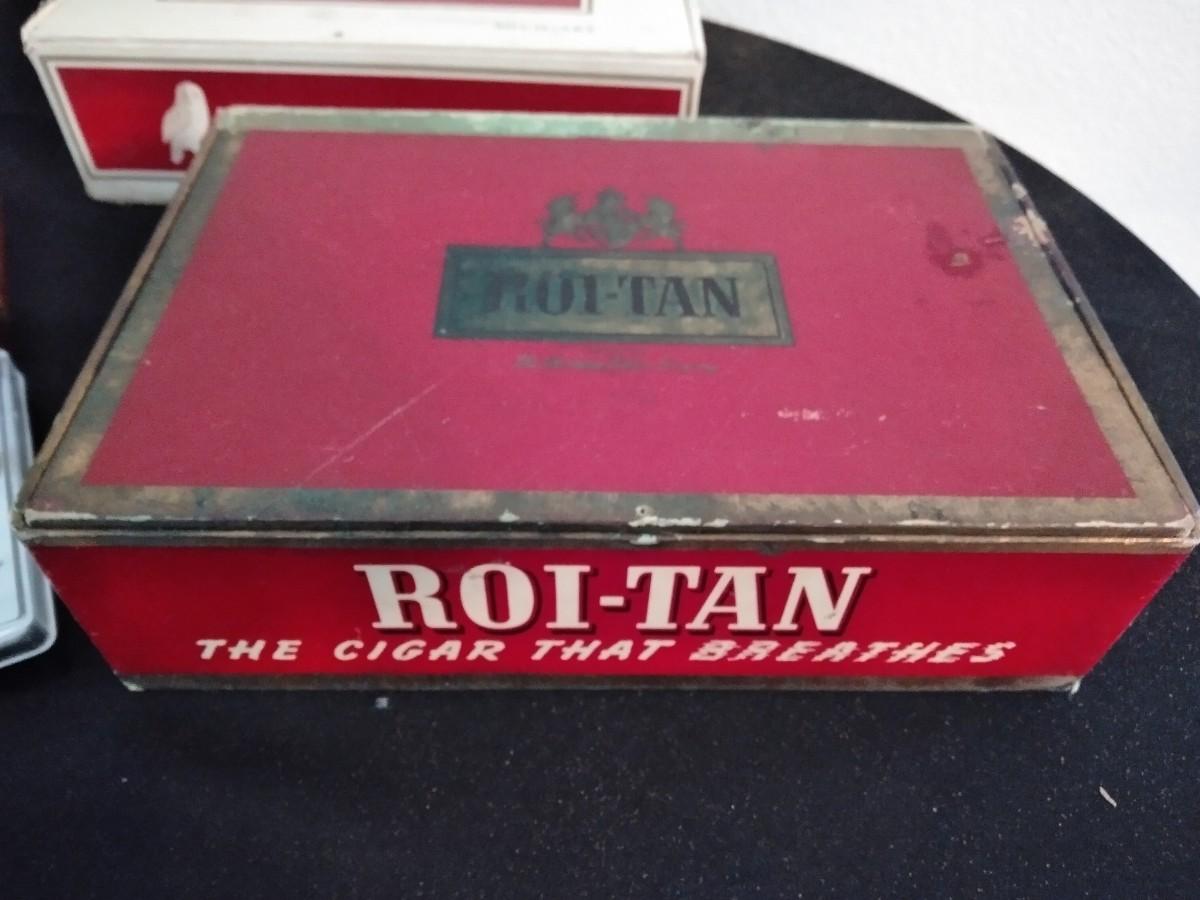 ROI-TAN
ROI-TAN
THE CIGAR THAT BREATHES